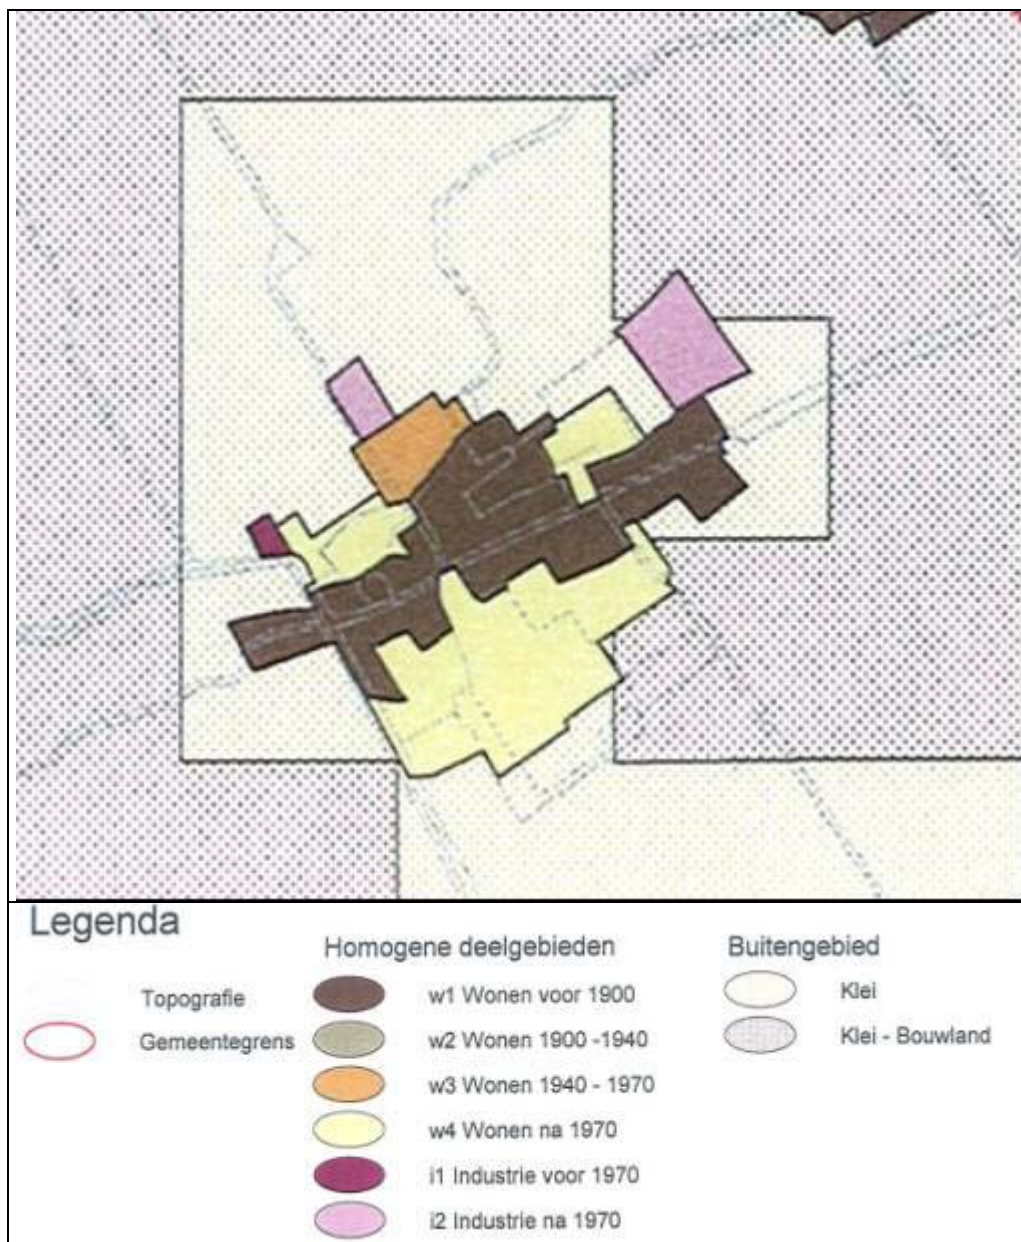 Legenda
Topografie
Gemeentegrens
Homogene deelgebieden
w1 Wonen voor 1900
w2 Wonen 1900 -1940
w3 Wonen 1940 - 1970
w4 Wonen na 1970
i1 Industrie voor 1970
i2 Industrie na 1970
Buitengebied
Klei
Klei - Bouwland